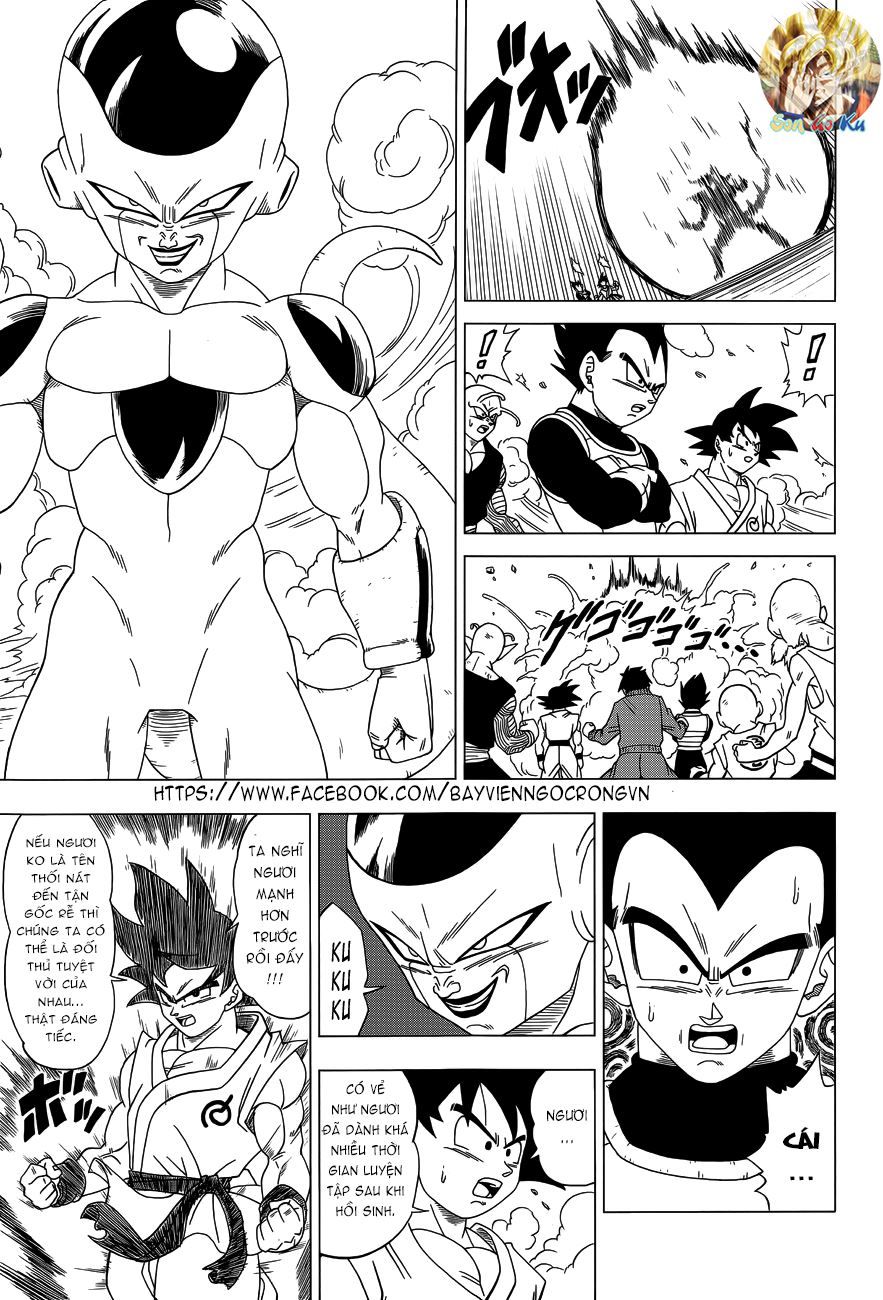 Son Go Ku
ブオッ
!
!
ゴゴゴゴゴ....
HTTPS://WWW.FACEBOOK.COM/BAYVIENNGOCRONGVN
CÁI
...
KU
KU
KU
NGƯƠI
...
CÓ VẺ
NHƯ NGƯƠI
ĐÃ DÀNH KHÁ
NHIỀU THỜI
GIAN LUYỆN
TẬP SAU KHI
HỒI SINH.
TA NGHĨ
NGƯƠI
MẠNH
HƠN
TRƯỚC
RỒI ĐẤY
!!!
NẾU NGƯƠI
KO LÀ TÊN
THỐI NÁT
ĐẾN TẬN
GỐC RỄ THÌ
CHÚNG TA CÓ
THỂ LÀ ĐỐI
THỦ TUYỆT
VỜI CỦA
NHAU...
THẬT ĐÁNG
TIẾC.
ボッ